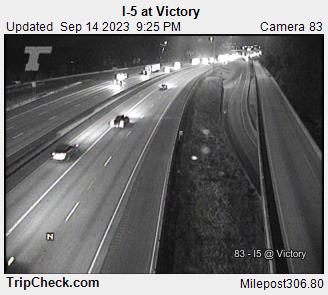 I-5 at Victory
Updated Sep 14 2023 9:25 PM Camera 83
T
N
83 - I5 @ Victory
TripCheck.com Milepost306.80